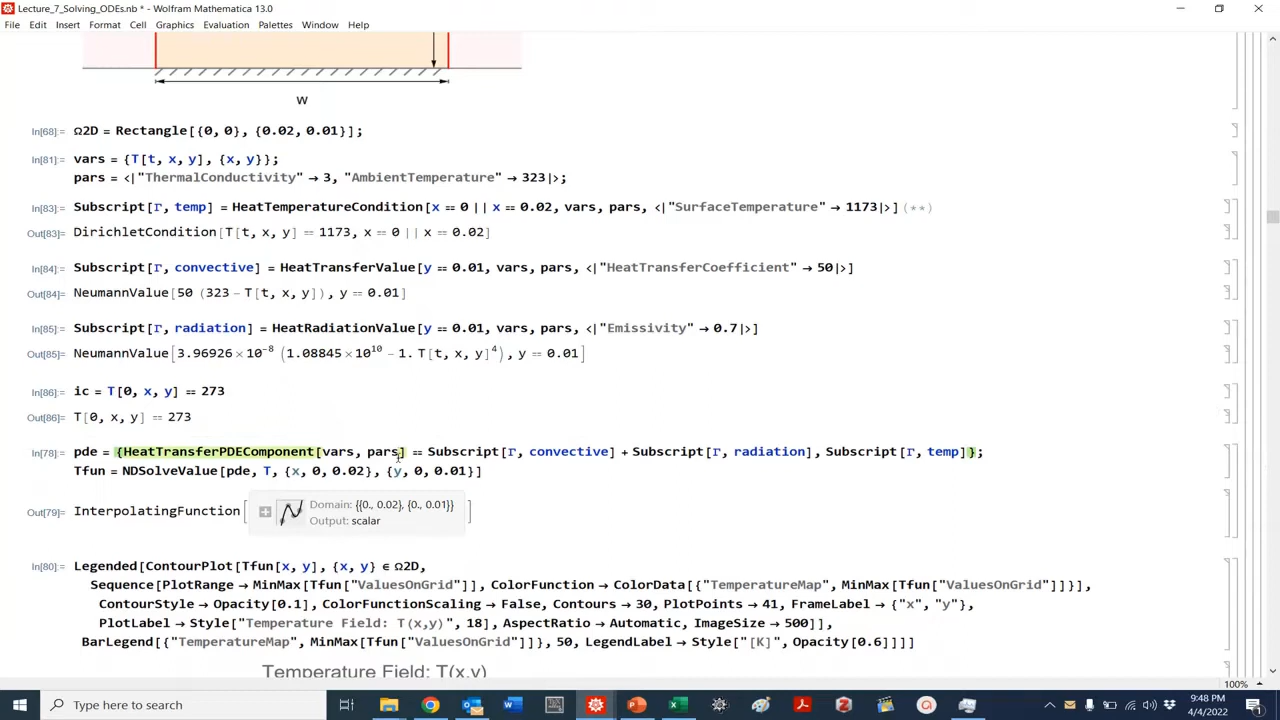 Lecture_7_Solving_ODEs.nb * - Wolfram Mathematica 13.0
File Edit Insert Format Cell Graphics Evaluation Palettes Window Help
w
In[68]:= Ω2D = Rectangle[{0, 0}, {0.02, 0.01}];
In[81]:= vars = {T[t, x, y], {x, y}};
pars = <|"ThermalConductivity" → 3, "AmbientTemperature" → 323|>;
In[83]:= Subscript[Γ, temp] = HeatTemperatureCondition[x == 0 || x == 0.02, vars, pars, <|"SurfaceTemperature" → 1173|>](**)
Out[83]= DirichletCondition[T[t, x, y] == 1173, x == 0 || x == 0.02]
In[84]:= Subscript[Γ, convective] = HeatTransferValue[y == 0.01, vars, pars, <|"HeatTransferCoefficient" → 50|>]
Out[84]= NeumannValue[50 (323 - T[t, x, y]), y == 0.01]
In[85]:= Subscript[Γ, radiation] = HeatRadiationValue[y == 0.01, vars, pars, <|"Emissivity" → 0.7|>]
Out[85]= NeumannValue[3.96926 × 10⁻⁸ (1.08845 × 10¹⁰ - 1. T[t, x, y]⁴), y == 0.01]
In[86]:= ic = T[0, x, y] == 273
Out[86]= T[0, x, y] == 273
In[78]:= pde = {HeatTransferPDEComponent[vars, pars] == Subscript[Γ, convective] + Subscript[Γ, radiation], Subscript[Γ, temp]};
Tfun = NDSolveValue[pde, T, {x, 0, 0.02}, {y, 0, 0.01}]
Out[79]= InterpolatingFunction[ Domain: {{0., 0.02}, {0., 0.01}}
Output: scalar ]
In[80]:= Legended[ContourPlot[Tfun[x, y], {x, y} ∈ Ω2D,
Sequence[PlotRange → MinMax[Tfun["ValuesOnGrid"]], ColorFunction → ColorData[{"TemperatureMap", MinMax[Tfun["ValuesOnGrid"]]}],
ContourStyle → Opacity[0.1], ColorFunctionScaling → False, Contours → 30, PlotPoints → 41, FrameLabel → {"x", "y"},
PlotLabel → Style["Temperature Field: T(x,y)", 18], AspectRatio → Automatic, ImageSize → 500]],
BarLegend[{"TemperatureMap", MinMax[Tfun["ValuesOnGrid"]]}, 50, LegendLabel → Style["[K]", Opacity[0.6]]]]
Temperature Field: T(x,y)
100%
Type here to search
9:48 PM
4/4/2022